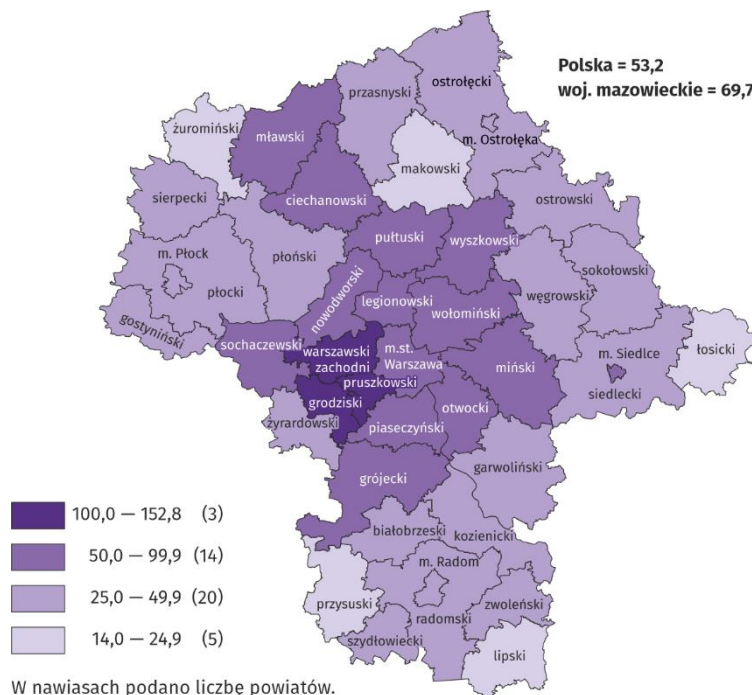 Polska = 53,2
woj. mazowieckie = 69,7
ostrołęcki
przasnyski
żuromiński
mławski
m. Ostrołęka
makowski
sierpecki
ciechanowski
ostrowski
pułtuski
wyszkowski
m. Płock
płoński
sokołowski
płocki
nowodworski
legionowski
wołomiński
węgrowski
gostyniński
sochaczewski
warszawski
zachodni
m.st.
Warszawa
miński
m. Siedlce
łosicki
pruszkowski
siedlecki
grodziski
otwocki
żyrardowski
piaseczyński
garwoliński
grójecki
białobrzeski
kozienicki
m. Radom
przysuski
zwoleński
radomski
szydłowiecki
lipski
100,0 — 152,8 (3)
50,0 — 99,9 (14)
25,0 — 49,9 (20)
14,0 — 24,9 (5)
W nawiasach podano liczbę powiatów.